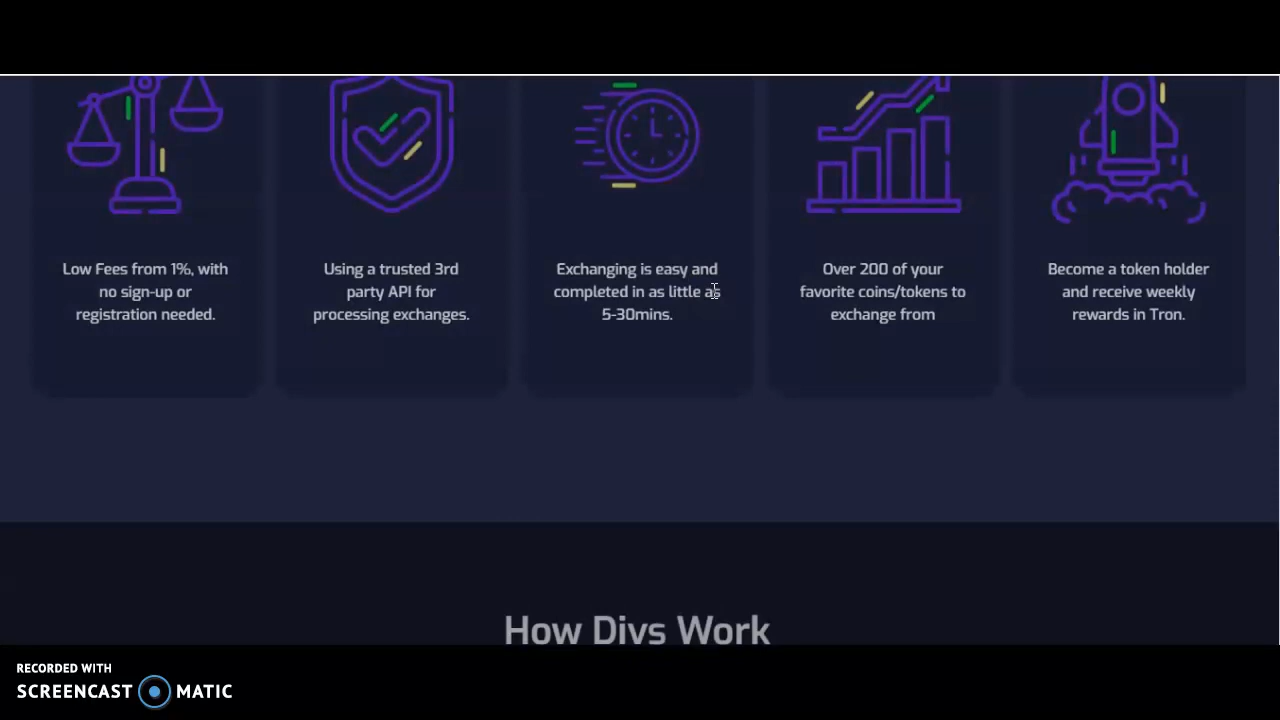 Low Fees from 1%, with
no sign-up or
registration needed.
Using a trusted 3rd
party API for
processing exchanges.
Exchanging is easy and
completed in as little as
5-30mins.
Over 200 of your
favorite coins/tokens to
exchange from
Become a token holder
and receive weekly
rewards in Tron.
How Divs Work
RECORDED WITH
SCREENCAST MATIC